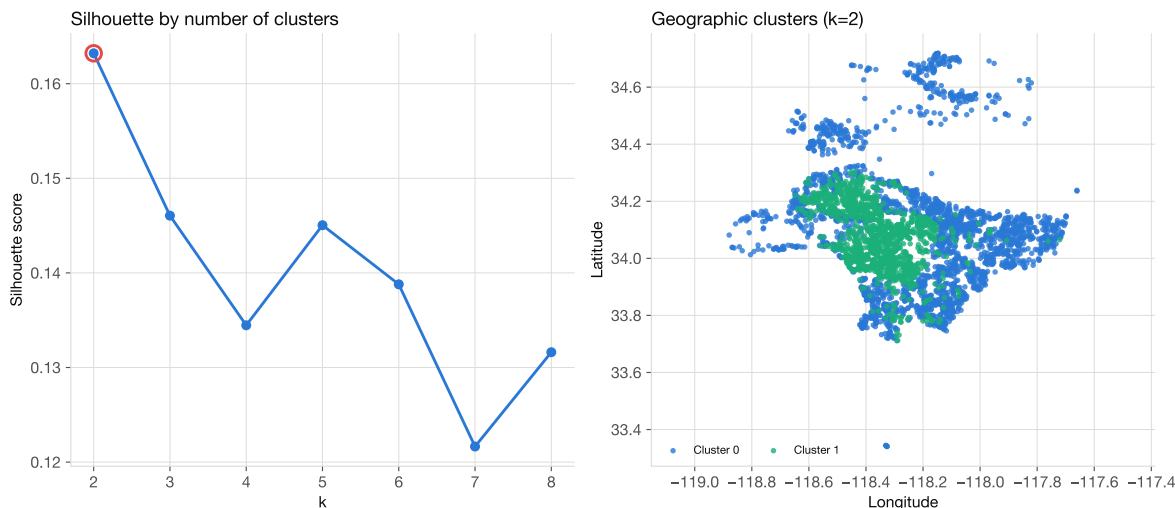 Silhouette by number of clusters
Silhouette score
0.16
0.15
0.14
0.13
0.12
2 3 4 5 6 7 8
k
Geographic clusters (k=2)
Latitude
34.6
34.4
34.2
34.0
33.8
33.6
33.4
Cluster 0 Cluster 1
−119.0 −118.8 −118.6 −118.4 −118.2 −118.0 −117.8 −117.6 −117.4
Longitude